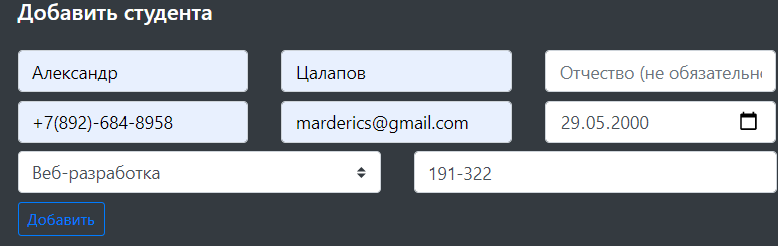 Добавить студента
Александр Цалапов Отчество (не обязательно
+7(892)-684-8958 marderics@gmail.com 29.05.2000
Веб-разработка 191-322
Добавить